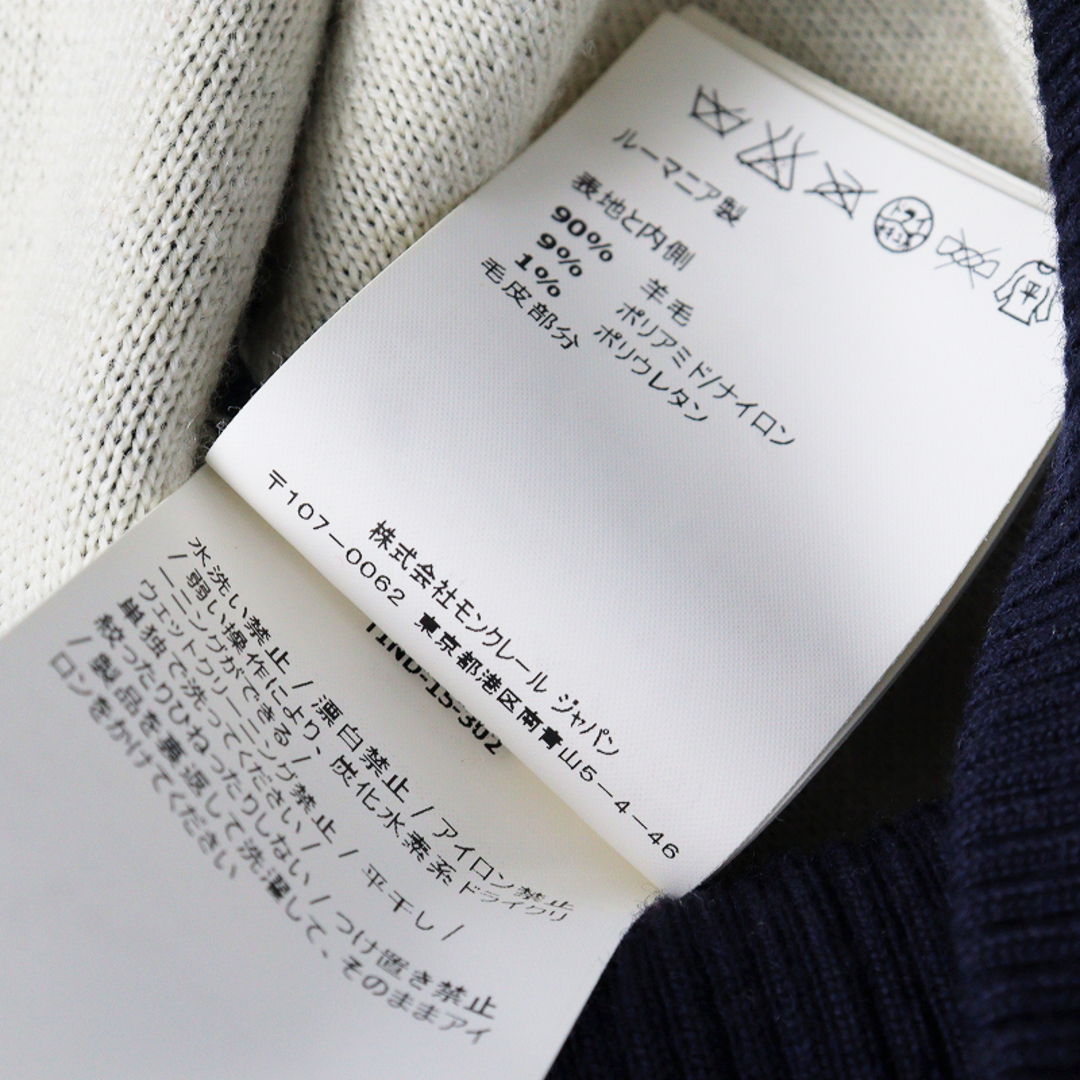 ルーマニア製
表地と内側
90% 羊毛
9% ポリアミド/ナイロン
1% ポリウレタン
毛皮部分
株式会社モンクレール ジャパン
〒107-0062 東京都港区南青山5-4-46
IND-15-302
水洗い禁止 / 漂白禁止 / アイロン禁止
/ 弱い操作により、炭化水素系ドライクリ
ーニングができる /
ウェットクリーニング禁止 / 平干し /
単独で洗ってください /
絞ったりひねったりしない / つけ置き禁止
/ 製品を裏返して洗濯して、そのままアイ
ロンをかけてください